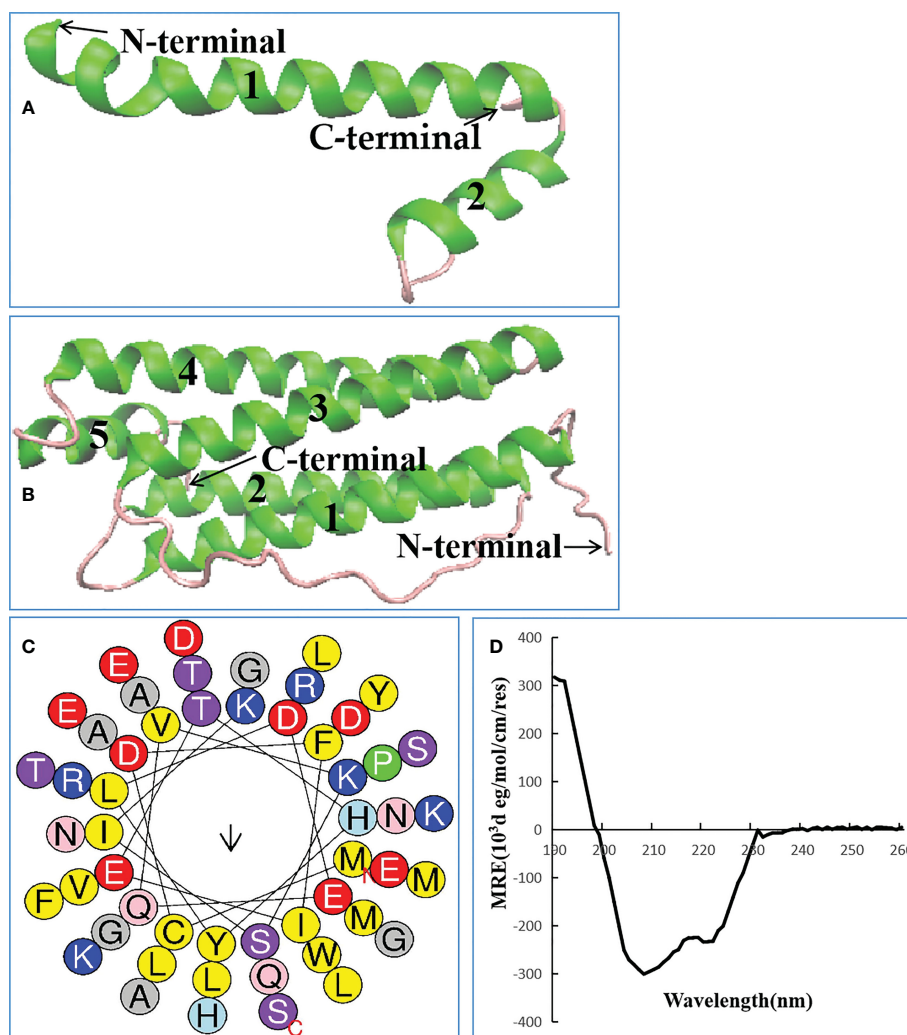 N-terminal
1
A
C-terminal
2
4
3
5
C-terminal
B
2
1
N-terminal
C
D
E T G R L
E A T K D D Y
A V F
D S
T R L K P
H N K
N I
M E M
F V E E
Q M
K G C Y S I G
L L Q W L
A H S
C
D
MRE(10³d eg/mol/cm/res)
400
300
200
100
0
-100
-200
-300
-400
190 200 210 220 230 240 250 260
Wavelength(nm)